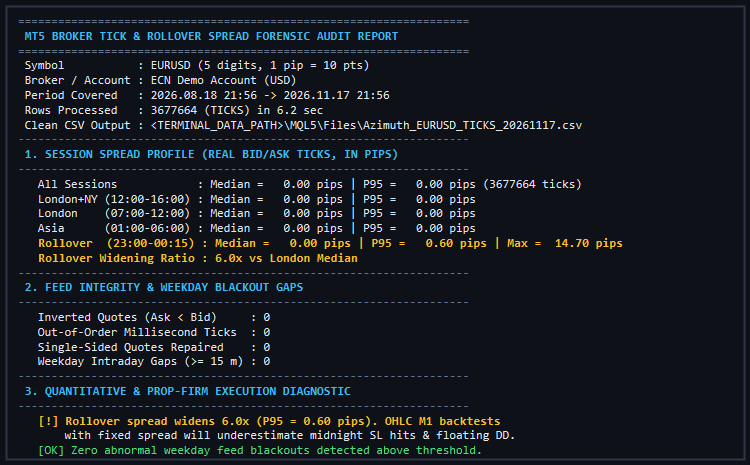 ===================================================================
MT5 BROKER TICK & ROLLOVER SPREAD FORENSIC AUDIT REPORT
===================================================================
Symbol           : EURUSD (5 digits, 1 pip = 10 pts)
Broker / Account : ECN Demo Account (USD)
Period Covered   : 2026.08.18 21:56 -> 2026.11.17 21:56
Rows Processed   : 3677664 (TICKS) in 6.2 sec
Clean CSV Output : <TERMINAL_DATA_PATH>\MQL5\Files\Azimuth_EURUSD_TICKS_20261117.csv
-------------------------------------------------------------------
1. SESSION SPREAD PROFILE (REAL BID/ASK TICKS, IN PIPS)
-------------------------------------------------------------------
All Sessions            : Median =   0.00 pips | P95 =   0.00 pips (3677664 ticks)
London+NY (12:00-16:00) : Median =   0.00 pips | P95 =   0.00 pips
London    (07:00-12:00) : Median =   0.00 pips | P95 =   0.00 pips
Asia      (01:00-06:00) : Median =   0.00 pips | P95 =   0.00 pips
Rollover  (23:00-00:15) : Median =   0.00 pips | P95 =   0.60 pips | Max =  14.70 pips
Rollover Widening Ratio : 6.0x vs London Median
-------------------------------------------------------------------
2. FEED INTEGRITY & WEEKDAY BLACKOUT GAPS
-------------------------------------------------------------------
Inverted Quotes (Ask < Bid)     : 0
Out-of-Order Millisecond Ticks  : 0
Single-Sided Quotes Repaired    : 0
Weekday Intraday Gaps (>= 15 m) : 0
-------------------------------------------------------------------
3. QUANTITATIVE & PROP-FIRM EXECUTION DIAGNOSTIC
-------------------------------------------------------------------
[!] Rollover spread widens 6.0x (P95 = 0.60 pips). OHLC M1 backtests
with fixed spread will underestimate midnight SL hits & floating DD.
[OK] Zero abnormal weekday feed blackouts detected above threshold.